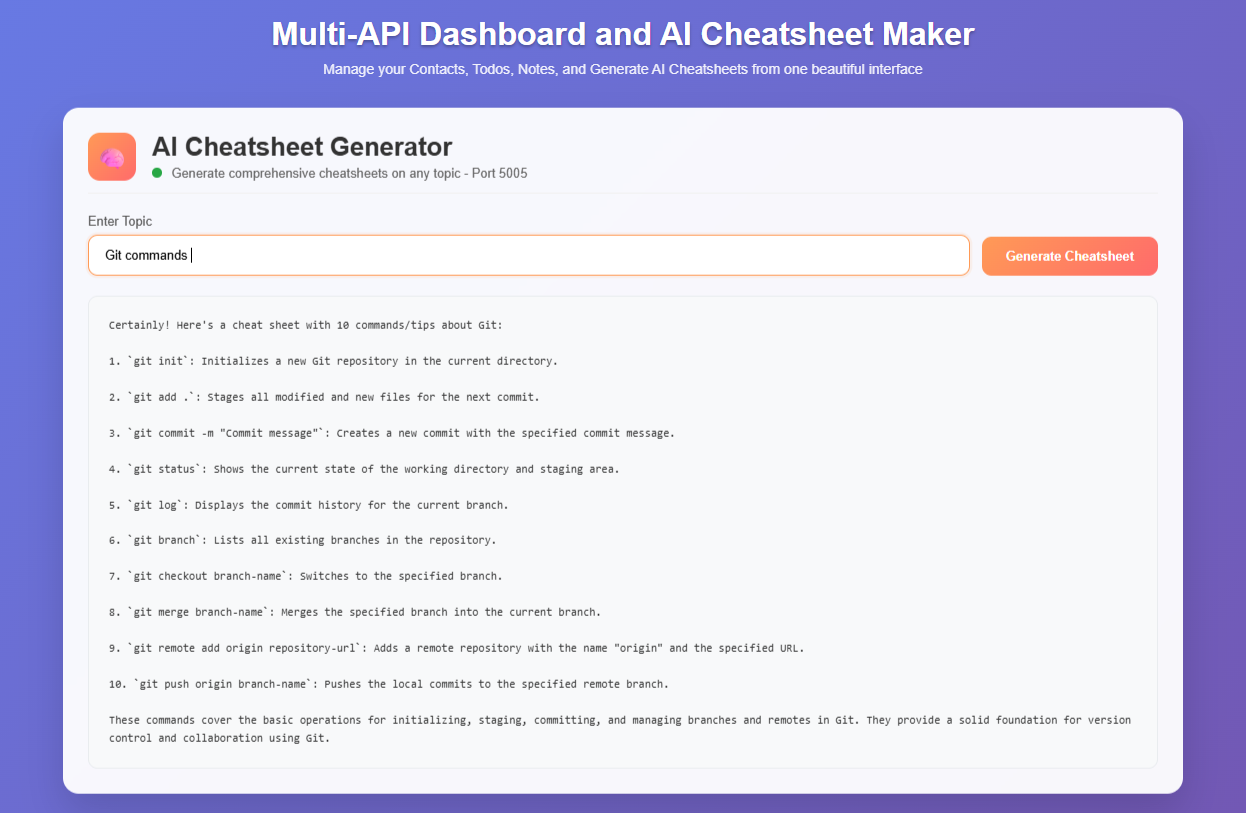 Multi-API Dashboard and AI Cheatsheet Maker
Manage your Contacts, Todos, Notes, and Generate AI Cheatsheets from one beautiful interface
AI Cheatsheet Generator
Generate comprehensive cheatsheets on any topic - Port 5005
Enter Topic
Git commands
Generate Cheatsheet
Certainly! Here's a cheat sheet with 10 commands/tips about Git:
1. `git init`: Initializes a new Git repository in the current directory.
2. `git add .`: Stages all modified and new files for the next commit.
3. `git commit -m "Commit message"`: Creates a new commit with the specified commit message.
4. `git status`: Shows the current state of the working directory and staging area.
5. `git log`: Displays the commit history for the current branch.
6. `git branch`: Lists all existing branches in the repository.
7. `git checkout branch-name`: Switches to the specified branch.
8. `git merge branch-name`: Merges the specified branch into the current branch.
9. `git remote add origin repository-url`: Adds a remote repository with the name "origin" and the specified URL.
10. `git push origin branch-name`: Pushes the local commits to the specified remote branch.
These commands cover the basic operations for initializing, staging, committing, and managing branches and remotes in Git. They provide a solid foundation for version
control and collaboration using Git.